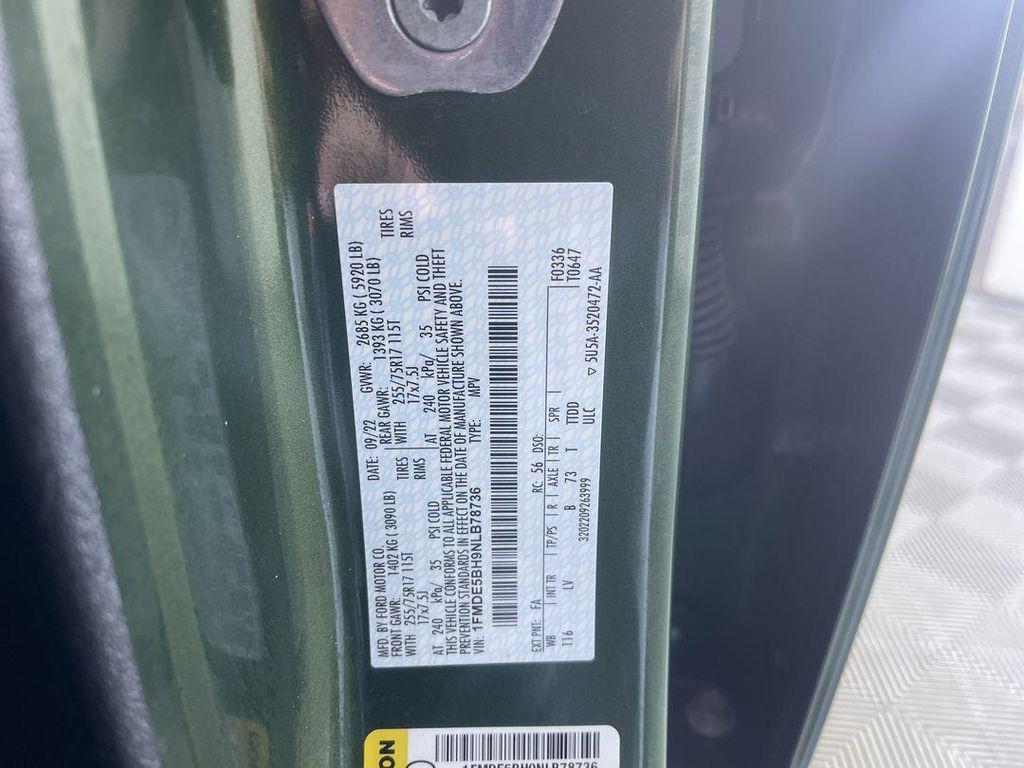 MFD. BY FORD MOTOR CO.
DATE: 09/22 GVWR: 2685 KG ( 5920 LB)
FRONT GAWR: 1402 KG ( 3090 LB) REAR GAWR: 1393 KG ( 3070 LB)
WITH 255/75R17 115T TIRES WITH 255/75R17 115T TIRES
17x7.5J RIMS 17x7.5J RIMS
AT 240 kPa/ 35 PSI COLD AT 240 kPa/ 35 PSI COLD
THIS VEHICLE CONFORMS TO ALL APPLICABLE FEDERAL MOTOR VEHICLE SAFETY AND THEFT
PREVENTION STANDARDS IN EFFECT ON THE DATE OF MANUFACTURE SHOWN ABOVE.
VIN: 1FMDE5BH9NLB78736 TYPE: MPV
EXT PNT: FA RC: 56 DSO: F0336
WB INT TR TP/PS R AXLE TR SPR T0647
116 LV B 73 T TTDD
ULC
3202209263999 ▽ 5U5A-3520472-AA
1FMDE5BH9NLB78736